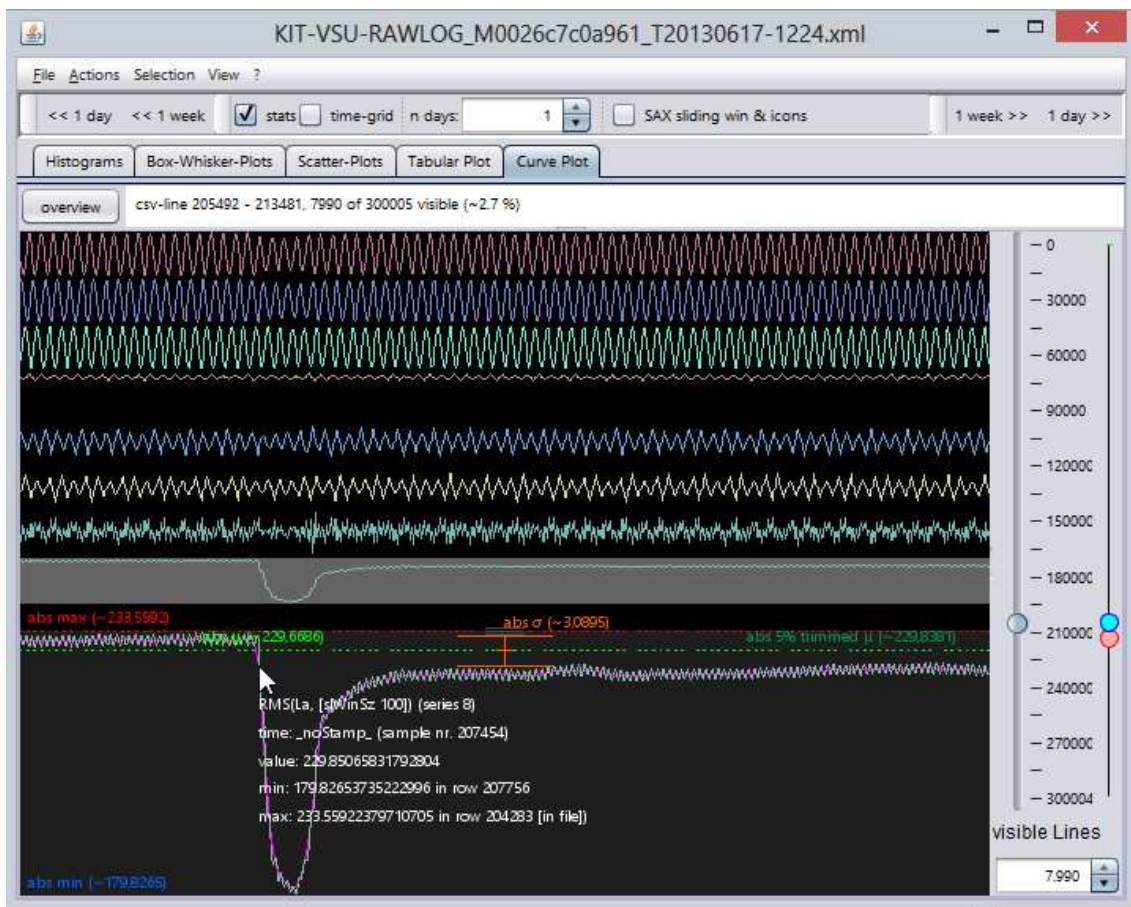 KIT-VSU-RAWLOG_M0026c7c0a961_T20130617-1224.xml
File Actions Selection View ?
<< 1 day << 1 week stats time-grid n days: 1 SAX sliding win & icons 1 week >> 1 day >>
Histograms Box-Whisker-Plots Scatter-Plots Tabular Plot Curve Plot
overview csv-line 205492 - 213481, 7990 of 300005 visible (~2.7 %)
0
30000
60000
90000
120000
150000
180000
210000
240000
270000
300004
abs max (~233,5592)
abs σ (~3,0895)
229,6686)
abs 5% trimmed μ (~229,8381)
RMS(La, [slWinSz 100]) (series 8)
time: _noStamp_ (sample nr. 207454)
value: 229.85065831792804
min: 179.82653735222996 in row 207756
max: 233.55922379710705 in row 204283 [in file])
abs min (~179,8265)
visible Lines
7.990